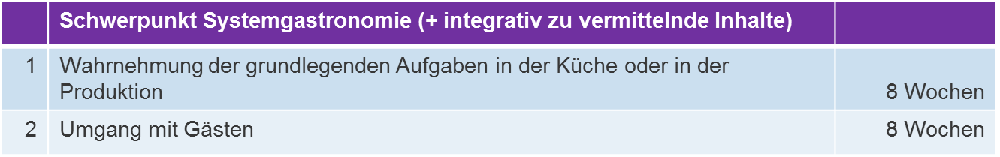 Schwerpunkt Systemgastronomie (+ integrativ zu vermittelnde Inhalte)
1 Wahrnehmung der grundlegenden Aufgaben in der Küche oder in der
Produktion 8 Wochen
2 Umgang mit Gästen 8 Wochen